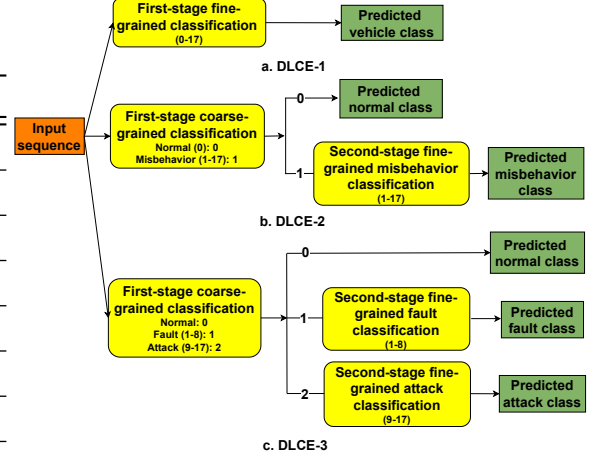 First-stage fine-
grained classification
(0-17)
Predicted
vehicle class
a. DLCE-1
Input
sequence
First-stage coarse-
grained classification
Normal (0): 0
Misbehavior (1-17): 1
0
Predicted
normal class
1
Second-stage fine-
grained misbehavior
classification
(1-17)
Predicted
misbehavior
class
b. DLCE-2
First-stage coarse-
grained classification
Normal: 0
Fault (1-8): 1
Attack (9-17): 2
0
Predicted
normal class
1
Second-stage fine-
grained fault
classification
(1-8)
Predicted
fault class
2
Second-stage fine-
grained attack
classification
(9-17)
Predicted
attack class
c. DLCE-3